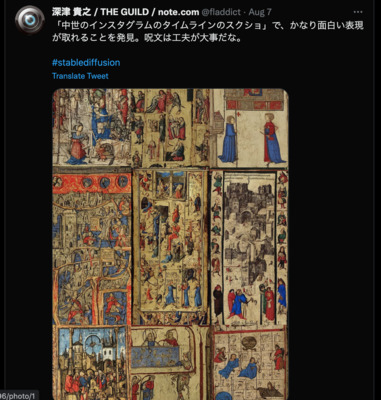 深津 貴之 / THE GUILD / note.com @fladdict · Aug 7
「中世のインスタグラムのタイムラインのスクショ」で、かなり面白い表現
が取れることを発見。呪文は工夫が大事だな。
#stablediffusion
Translate Tweet
96/photo/1